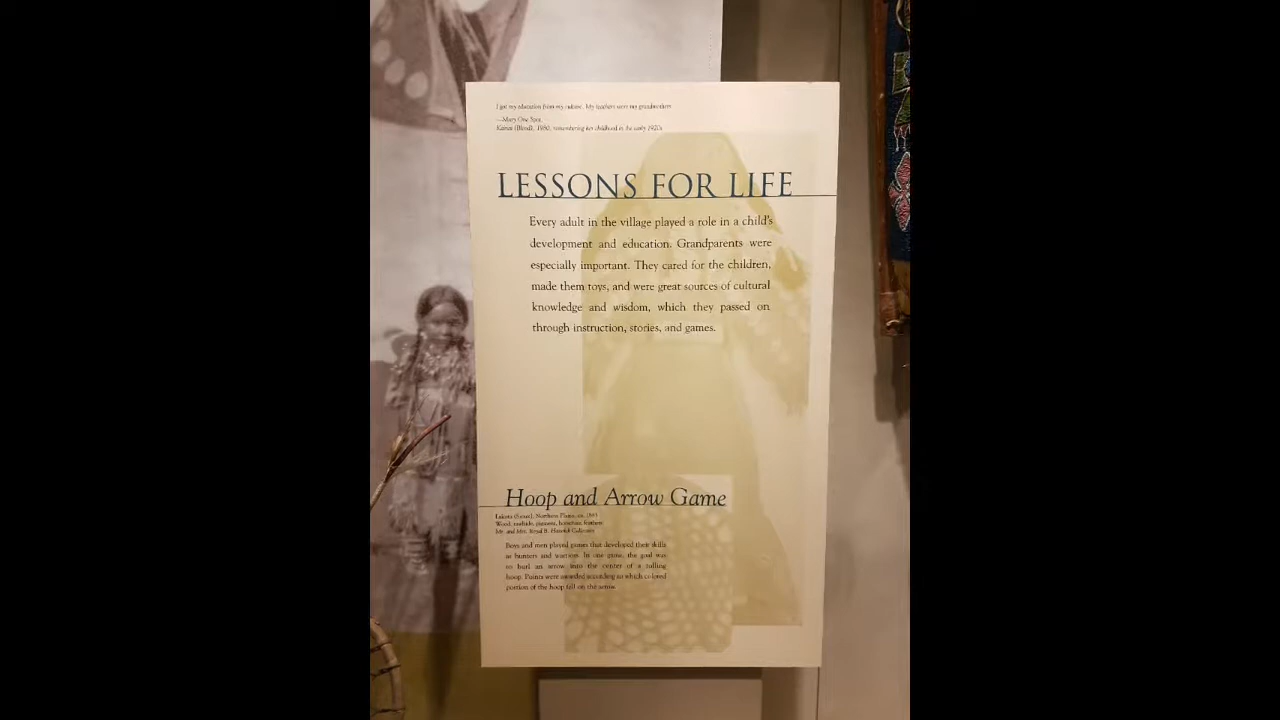 I got my education from my culture. My teachers were my grandmothers.
—Mary One Spot
(Blood), 1980, remembering her childhood in the early 1920s
LESSONS FOR LIFE
Every adult in the village played a role in a child's
development and education. Grandparents were
especially important. They cared for the children,
made them toys, and were great sources of cultural
knowledge and wisdom, which they passed on
through instruction, stories, and games.
Hoop and Arrow Game
Lakota (Sioux), Northern Plains, ca.
Wood, rawhide, pigment, horsehair, feathers
Mr. and Mrs. Royal B. Hassrick Collection
Boys and men played games that developed their skills
as hunters and warriors. In one game, the goal was
to hurl an arrow into the center of a rolling
hoop. Points were awarded according to which colored
portion of the hoop fell on the arrow.